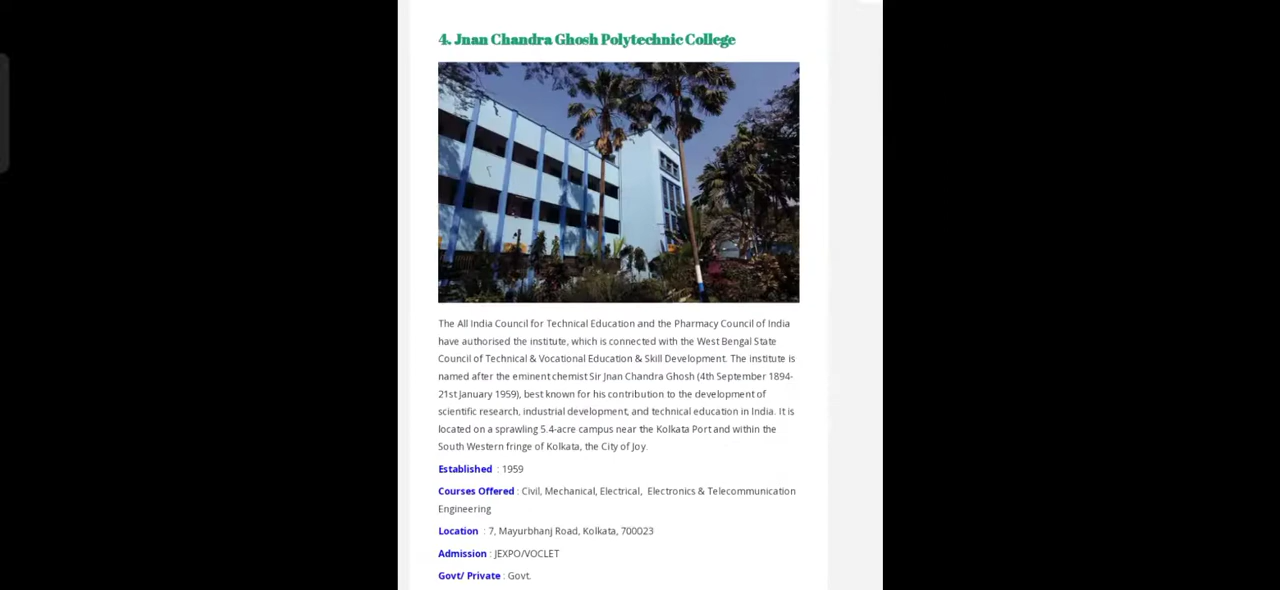 4. Jnan Chandra Ghosh Polytechnic College
The All India Council for Technical Education and the Pharmacy Council of India
have authorised the institute, which is connected with the West Bengal State
Council of Technical & Vocational Education & Skill Development. The institute is
named after the eminent chemist Sir Jnan Chandra Ghosh (4th September 1894-
21st January 1959), best known for his contribution to the development of
scientific research, industrial development, and technical education in India. It is
located on a sprawling 5.4-acre campus near the Kolkata Port and within the
South Western fringe of Kolkata, the City of Joy.
Established : 1959
Courses Offered : Civil, Mechanical, Electrical, Electronics & Telecommunication
Engineering
Location : 7, Mayurbhanj Road, Kolkata, 700023
Admission : JEXPO/VOCLET
Govt/ Private : Govt.